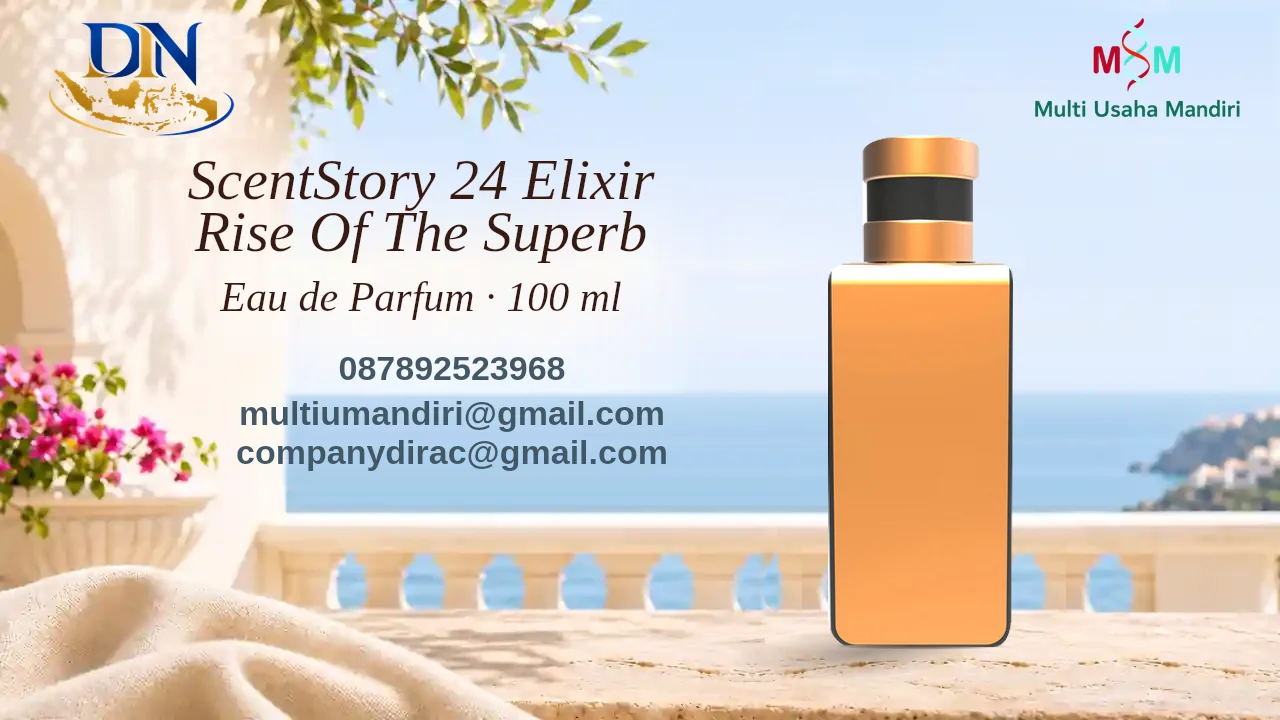 DIN
MSM
Multi Usaha Mandiri
ScentStory 24 Elixir
Rise Of The Superb
Eau de Parfum · 100 ml
087892523968
multiumandiri@gmail.com
companydirac@gmail.com